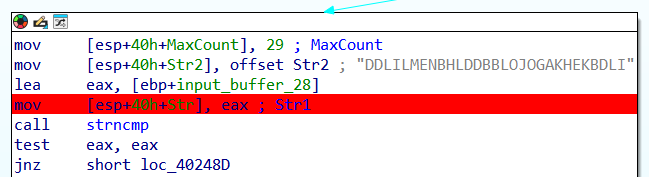 mov [esp+40h+MaxCount], 29 ; MaxCount
mov [esp+40h+Str2], offset Str2 ; "DDLILMENBHLDDBBLOJOGAKHEKBDLI"
lea eax, [ebp+input_buffer_28]
mov [esp+40h+Str], eax ; Str1
call strncmp
test eax, eax
jnz short loc_40248D